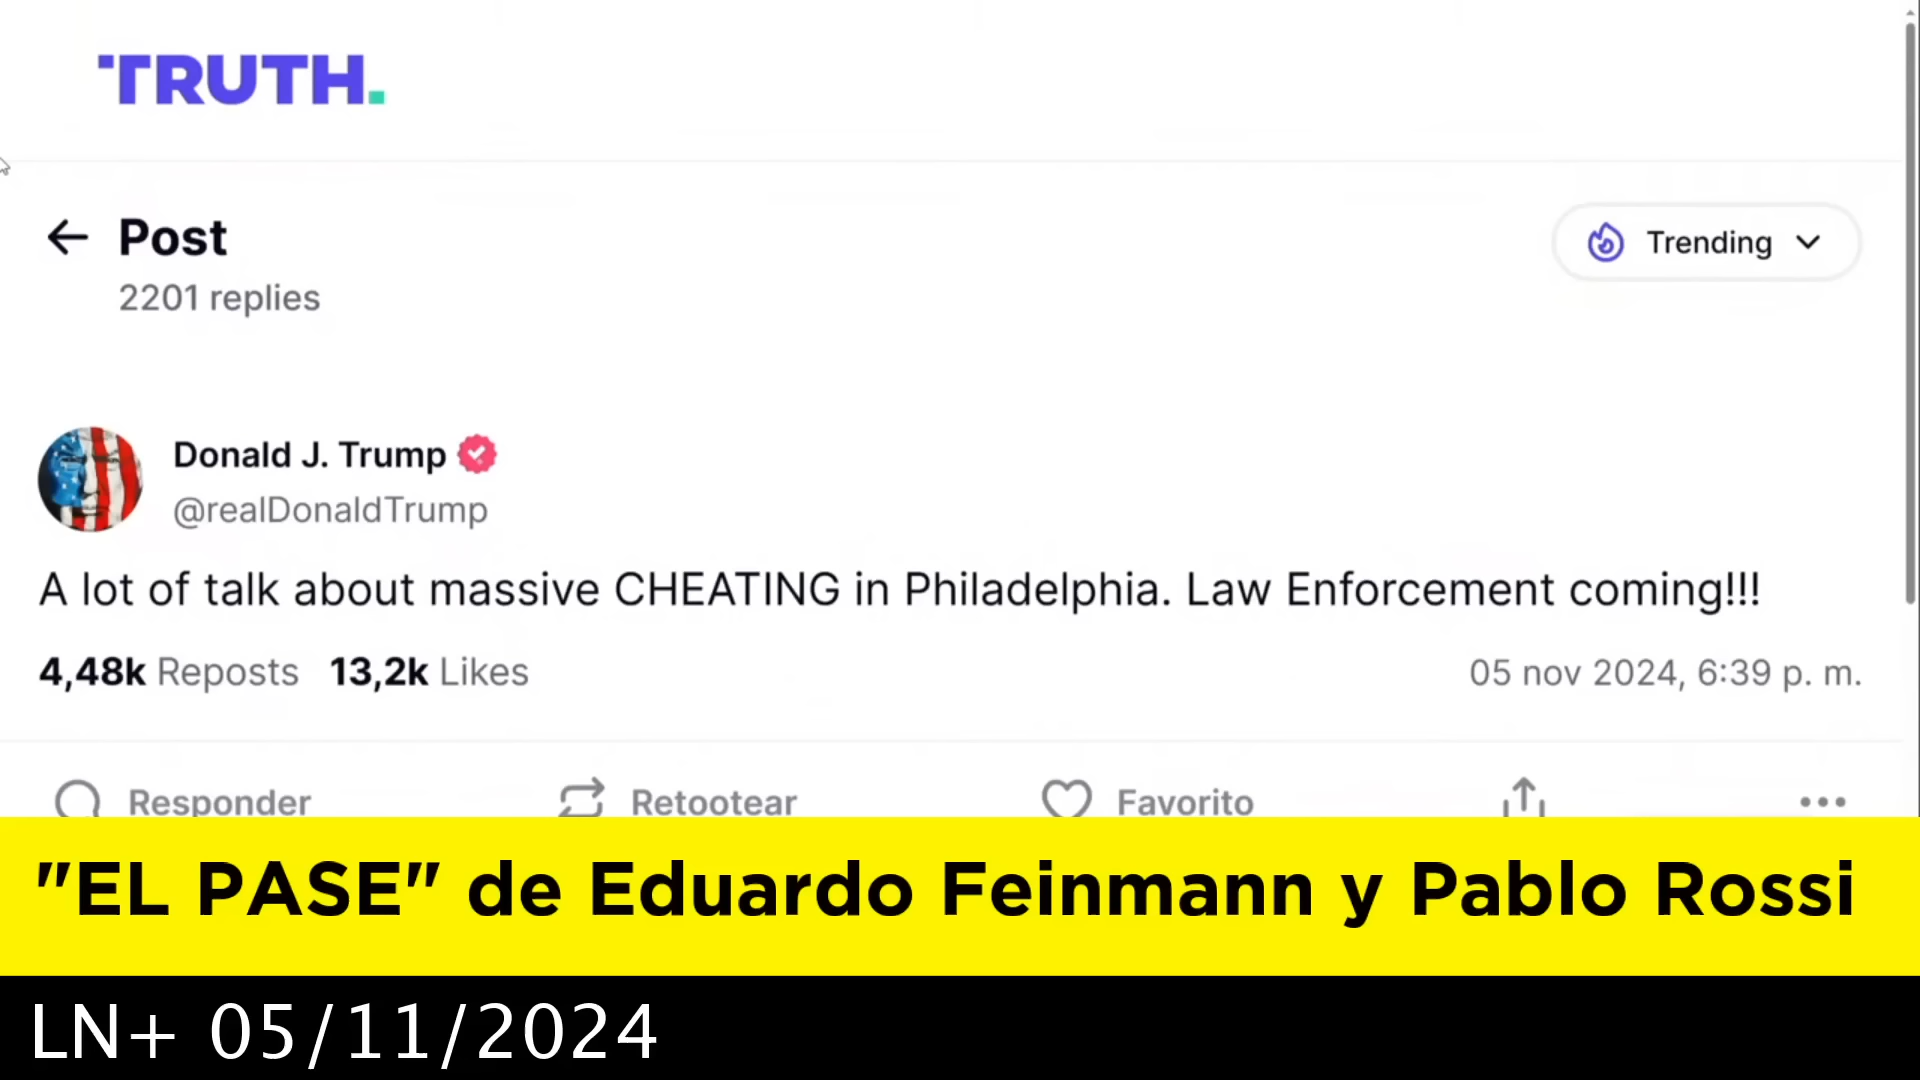 TRUTH.
Post
Trending
2201 replies
Donald J. Trump
@realDonaldTrump
A lot of talk about massive CHEATING in Philadelphia. Law Enforcement coming!!!
4,48k Reposts 13,2k Likes
05 nov 2024, 6:39 p. m.
Responder Retootear Favorito
"EL PASE" de Eduardo Feinmann y Pablo Rossi
LN+ 05/11/2024